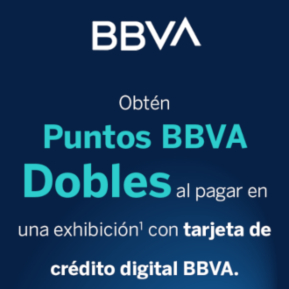 BBVA
Obtén
Puntos BBVA
Dobles al pagar en
una exhibición¹ con tarjeta de
crédito digital BBVA.